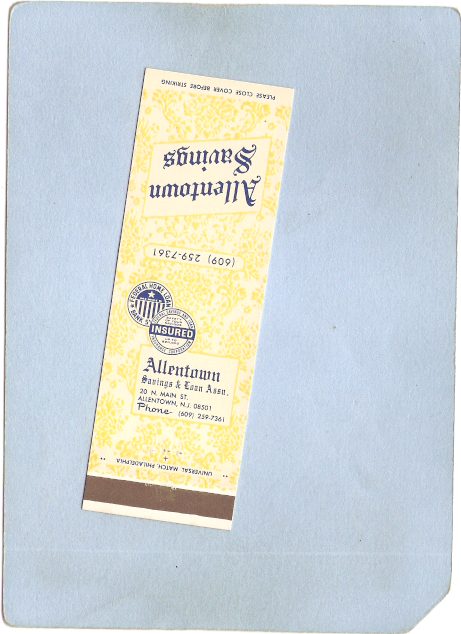 PLEASE CLOSE COVER BEFORE STRIKING
Allentown
Savings
(609) 259-7361
FEDERAL HOME LOAN
BANK
INSURED
Allentown
Savings & Loan Assn.
20 N. MAIN ST.
ALLENTOWN, N.J. 08501
Phone- (609) 259-7361
UNIVERSAL MATCH, PHILADELPHIA